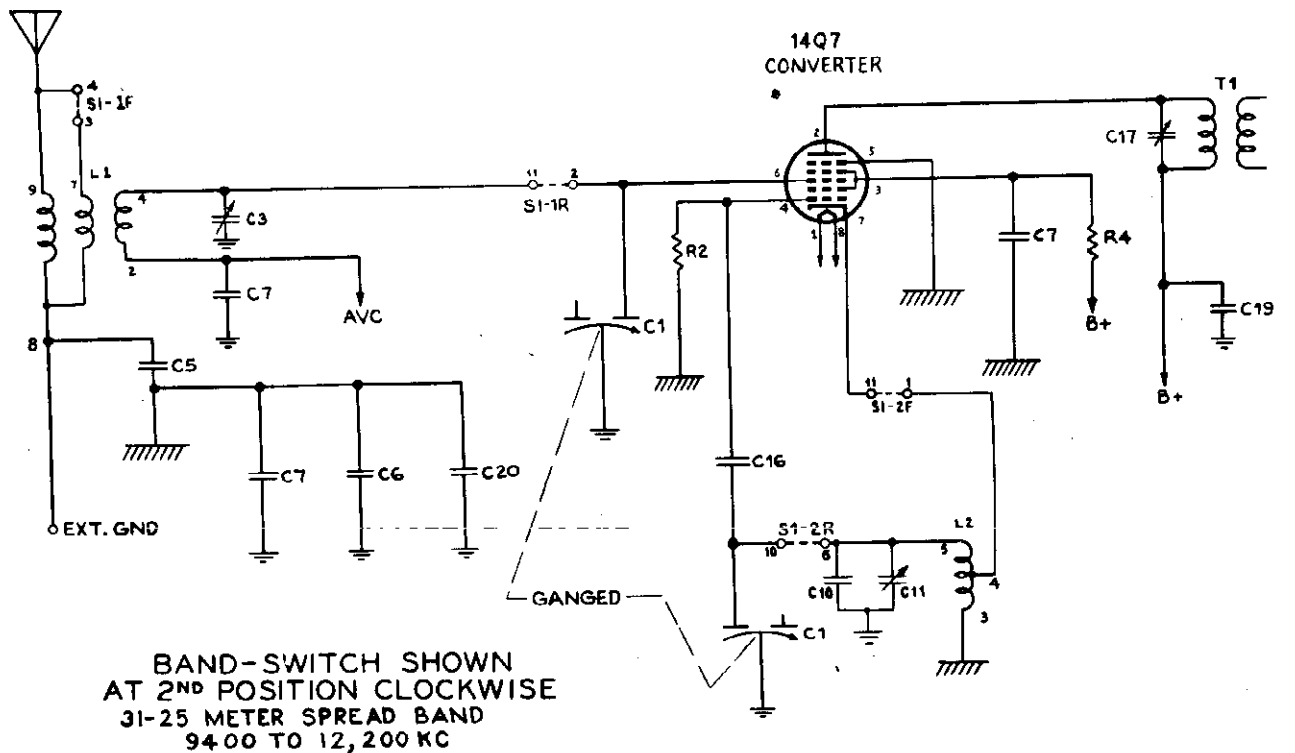 14Q7
CONVERTER
T1
4
S1-1F
3
2
5
C17
9
7
L1
4
11
2
6
3
S1-1R
4
7
C3
1
8
R2
C7
R4
2
C7
AVC
C1
B+
C19
8
C5
11
1
B+
S1-2F
C7
C6
C20
C16
EXT. GND
S1-2R
L2
10
6
5
4
C10
C11
GANGED
3
C1
BAND-SWITCH SHOWN
AT 2ND POSITION CLOCKWISE
31-25 METER SPREAD BAND
9400 TO 12,200 KC